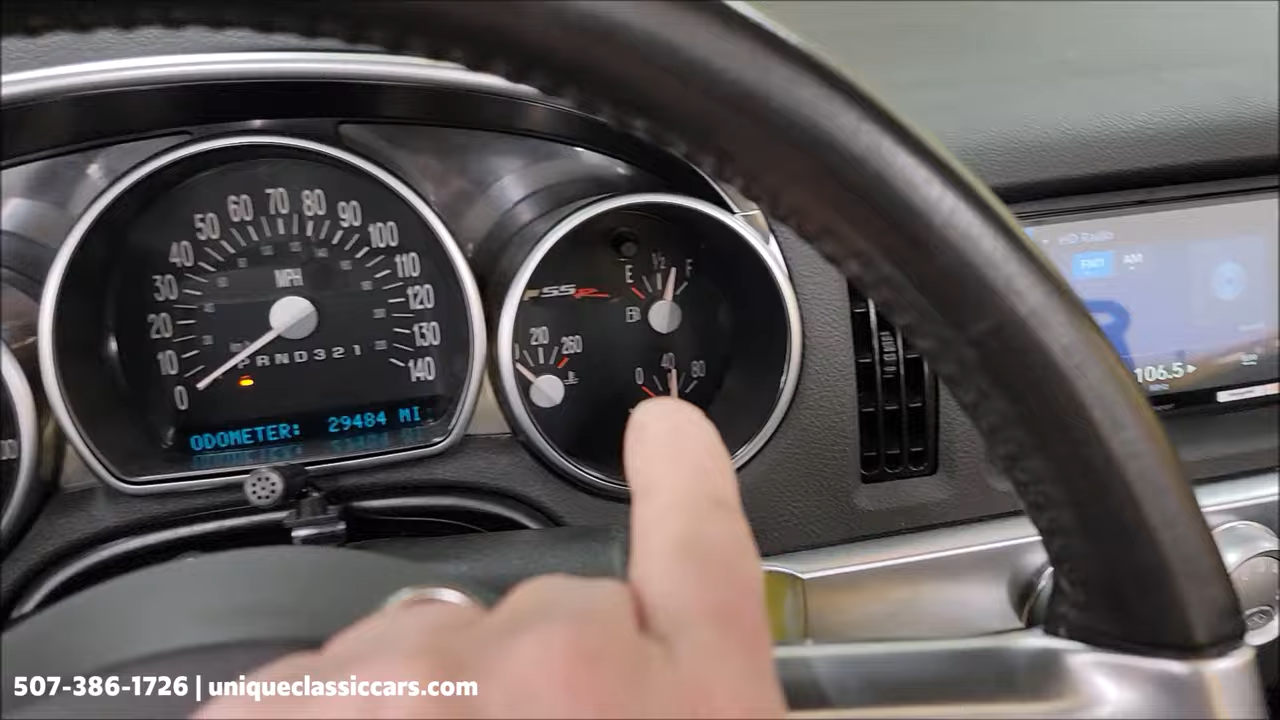 0
10
20
30
40
50
60
70
80
90
100
110
120
130
140
MPH
PRND321
ODOMETER: 29484 MI
SSR
E
1/2
F
210
260
0
40
80
HD Radio
FM1
AM
106.5
MHz
507-386-1726 | uniqueclassiccars.com